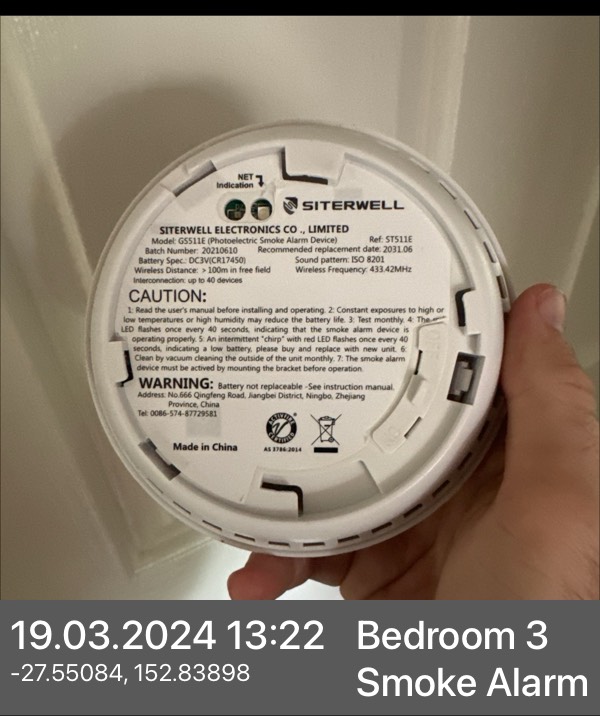 NET
Indication
SITERWELL
SITERWELL ELECTRONICS CO ., LIMITED
Model: GS511E (Photoelectric Smoke Alarm Device) Ref: ST511E
Batch Number: 20210610 Recommended replacement date: 2031.06
Battery Spec.: DC3V(CR17450) Sound pattern: ISO 8201
Wireless Distance: >100m in free field Wireless Frequency: 433.42MHz
Interconnection: up to 40 devices
CAUTION:
1: Read the user's manual before installing and operating. 2: Constant exposures to high or
low temperatures or high humidity may reduce the battery life. 3: Test monthly. 4: The
LED flashes once every 40 seconds, indicating that the smoke alarm device is
operating properly. 5: An intermittent "chirp" with red LED flashes once every 40
seconds, indicating a low battery, please buy and replace with new unit. 6:
Clean by vacuum cleaning the outside of the unit monthly. 7: The smoke alarm
device must be actived by mounting the bracket before operation.
WARNING: Battery not replaceable -See instruction manual.
Address: No.666 Qingfeng Road, Jiangbei District, Ningbo, Zhejiang
Province, China
Tel: 0086-574-87729581
Made in China
AS 3786:2014
19.03.2024 13:22
-27.55084, 152.83898
Bedroom 3
Smoke Alarm